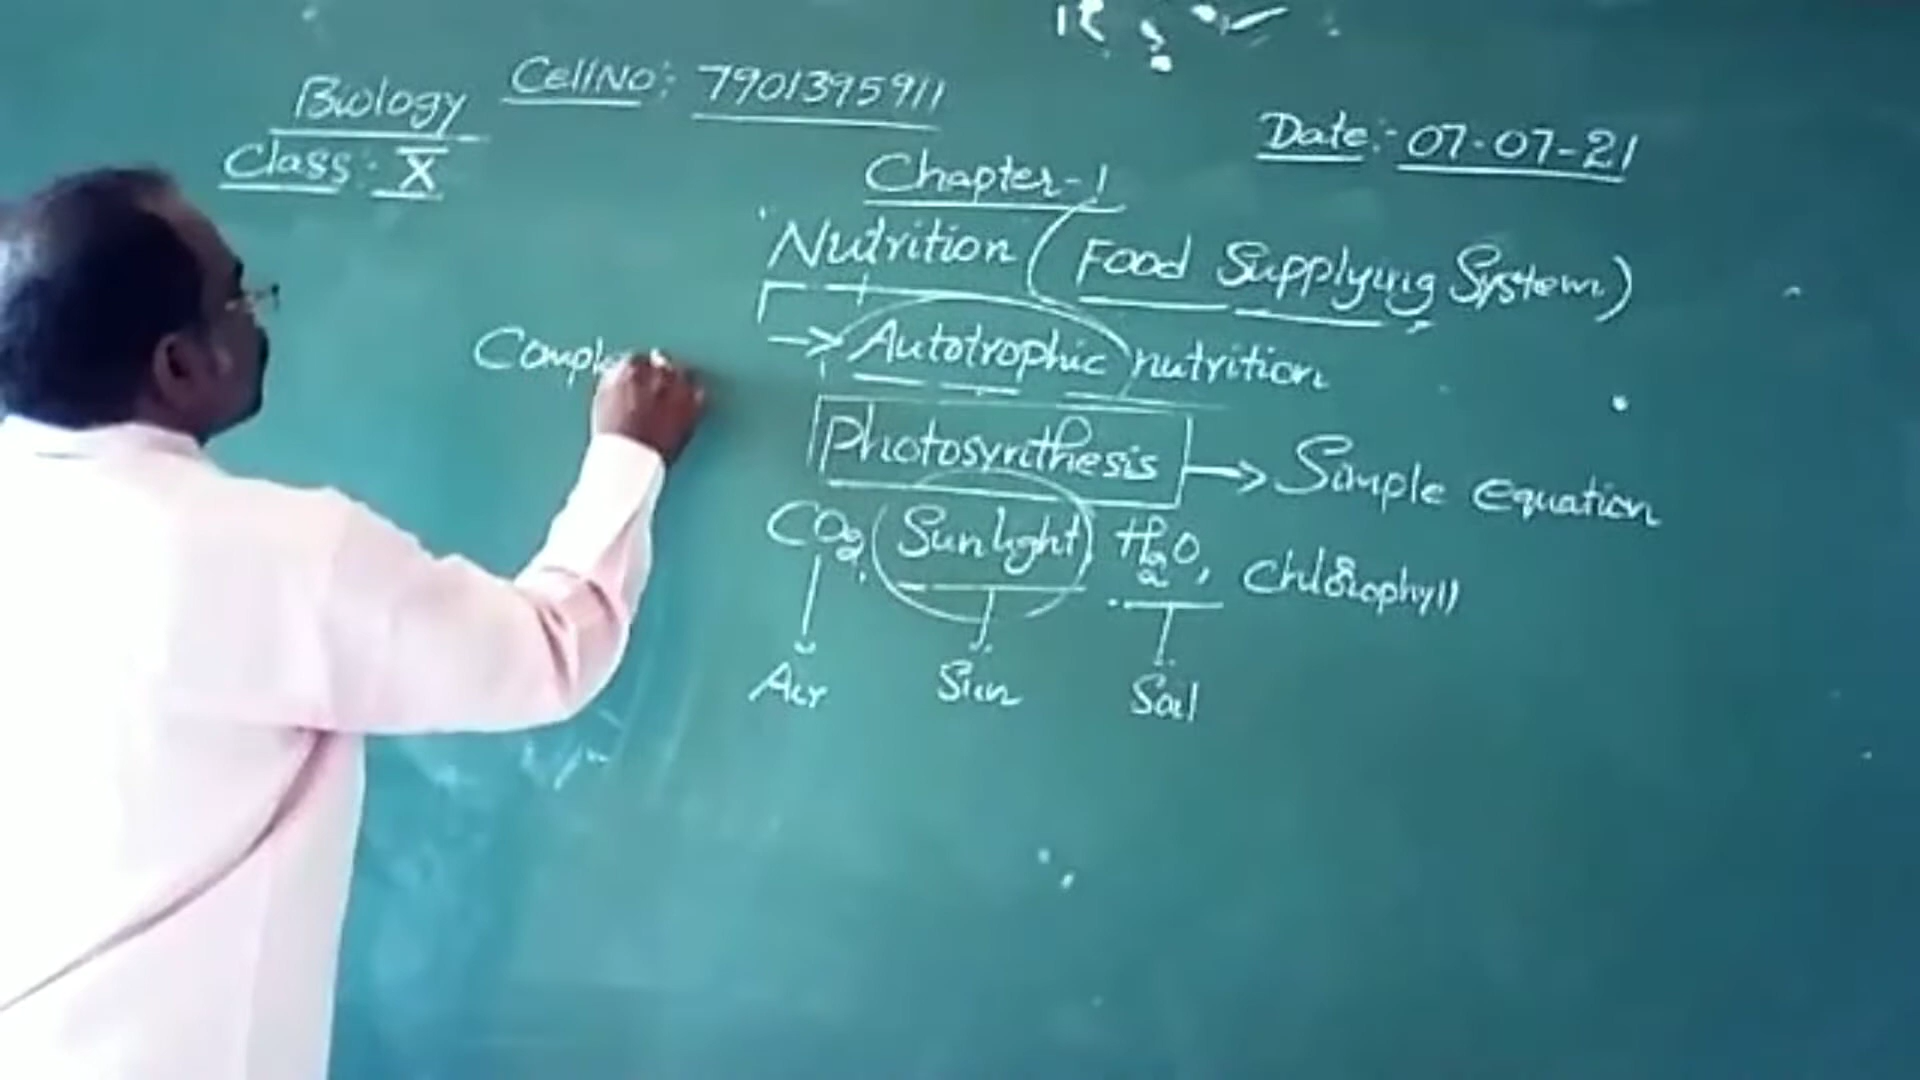 Biology CellNo: 7901395911
Class: X
Date:- 07-07-21
Chapter-1
Nutrition (Food Supplying System)
→ Autotrophic nutrition
Photosynthesis → Simple equation
CO2, Sunlight, H2O, Chlorophyll
Air Sun Soil